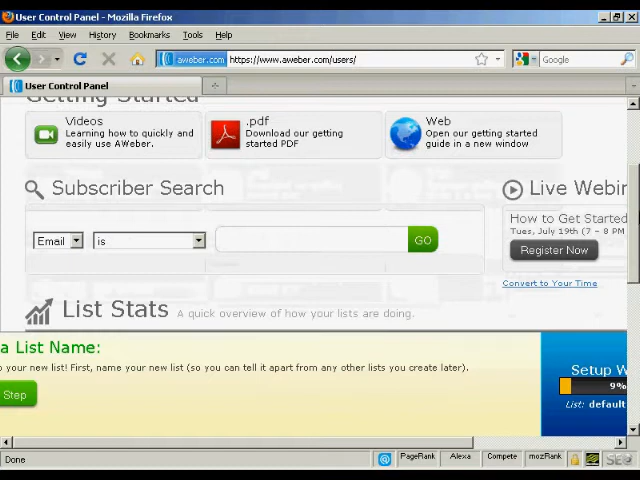 User Control Panel - Mozilla Firefox
File Edit View History Bookmarks Tools Help
aweber.com https://www.aweber.com/users/ Google
User Control Panel
Getting Started
Videos
Learning how to quickly and
easily use AWeber.
.pdf
Download our getting
started PDF
Web
Open our getting started
guide in a new window
Subscriber Search
Live Webin
How to Get Started
Tues, July 19th (7 – 8 PM
Email is GO
Register Now
Convert to Your Time
List Stats A quick overview of how your lists are doing.
a List Name:
o your new list! First, name your new list (so you can tell it apart from any other lists you create later).
Step
Setup W
9%
List: default
Done PageRank Alexa Compete mozRank SEO